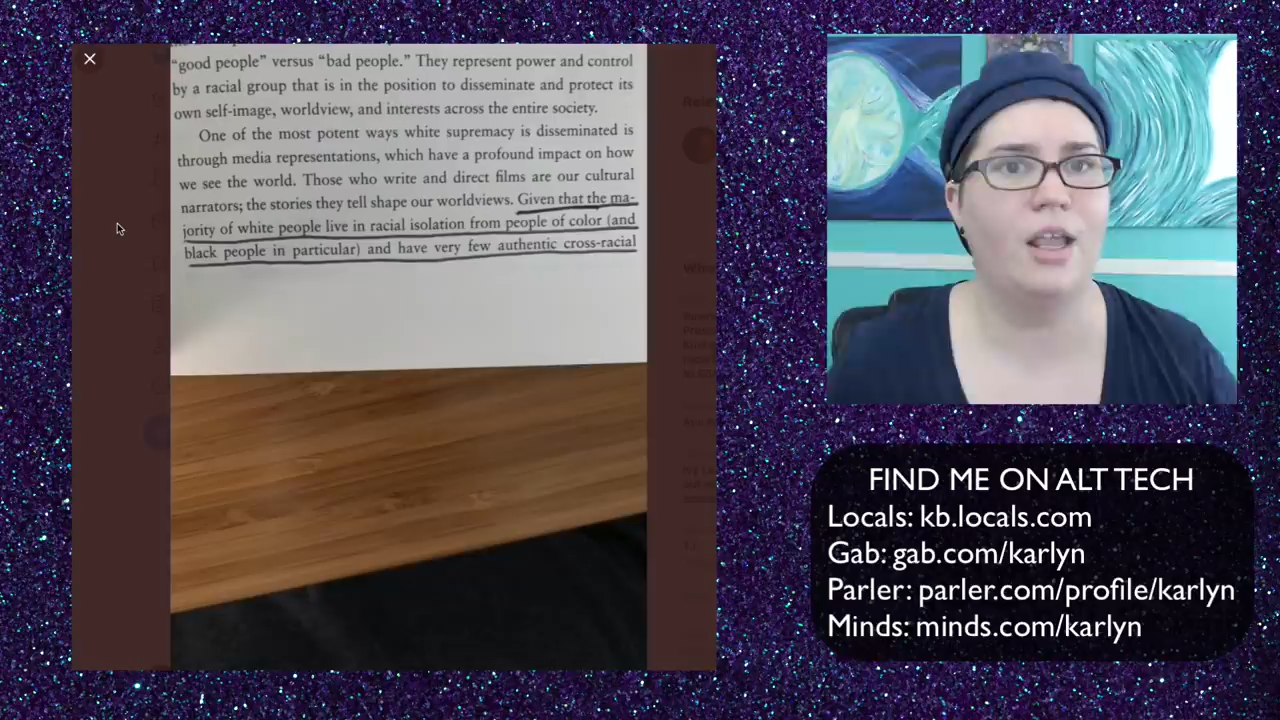 "good people" versus "bad people." They represent power and control
by a racial group that is in the position to disseminate and protect its
own self-image, worldview, and interests across the entire society.
One of the most potent ways white supremacy is disseminated is
through media representations, which have a profound impact on how
we see the world. Those who write and direct films are our cultural
narrators; the stories they tell shape our worldviews. Given that the ma-
jority of white people live in racial isolation from people of color (and
black people in particular) and have very few authentic cross-racial
FIND ME ON ALT TECH
Locals: kb.locals.com
Gab: gab.com/karlyn
Parler: parler.com/profile/karlyn
Minds: minds.com/karlyn